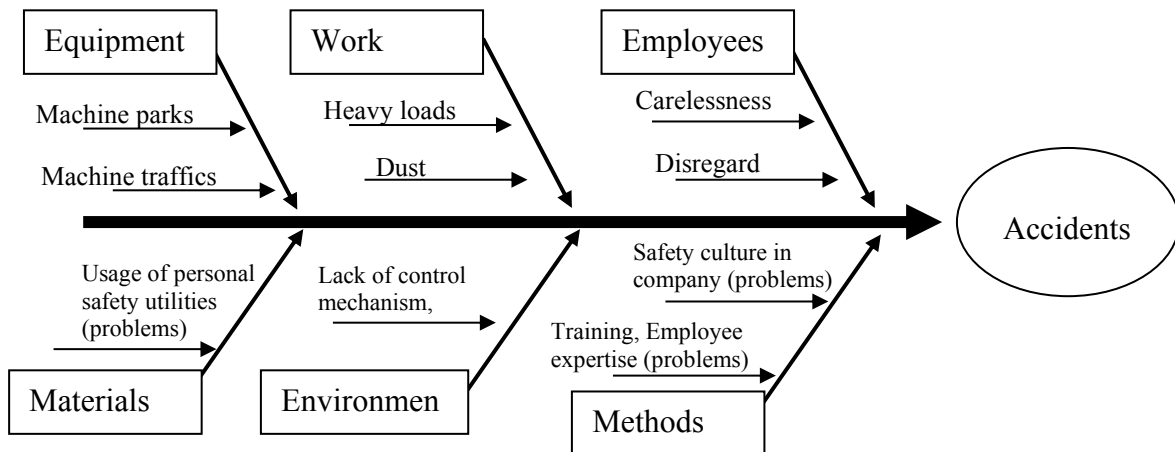 Equipment
Work
Employees
Machine parks
Heavy loads
Carelessness
Machine traffics
Dust
Disregard
Accidents
Usage of personal
safety utilities
(problems)
Lack of control
mechanism,
Safety culture in
company (problems)
Training, Employee
expertise (problems)
Materials
Environmen
Methods